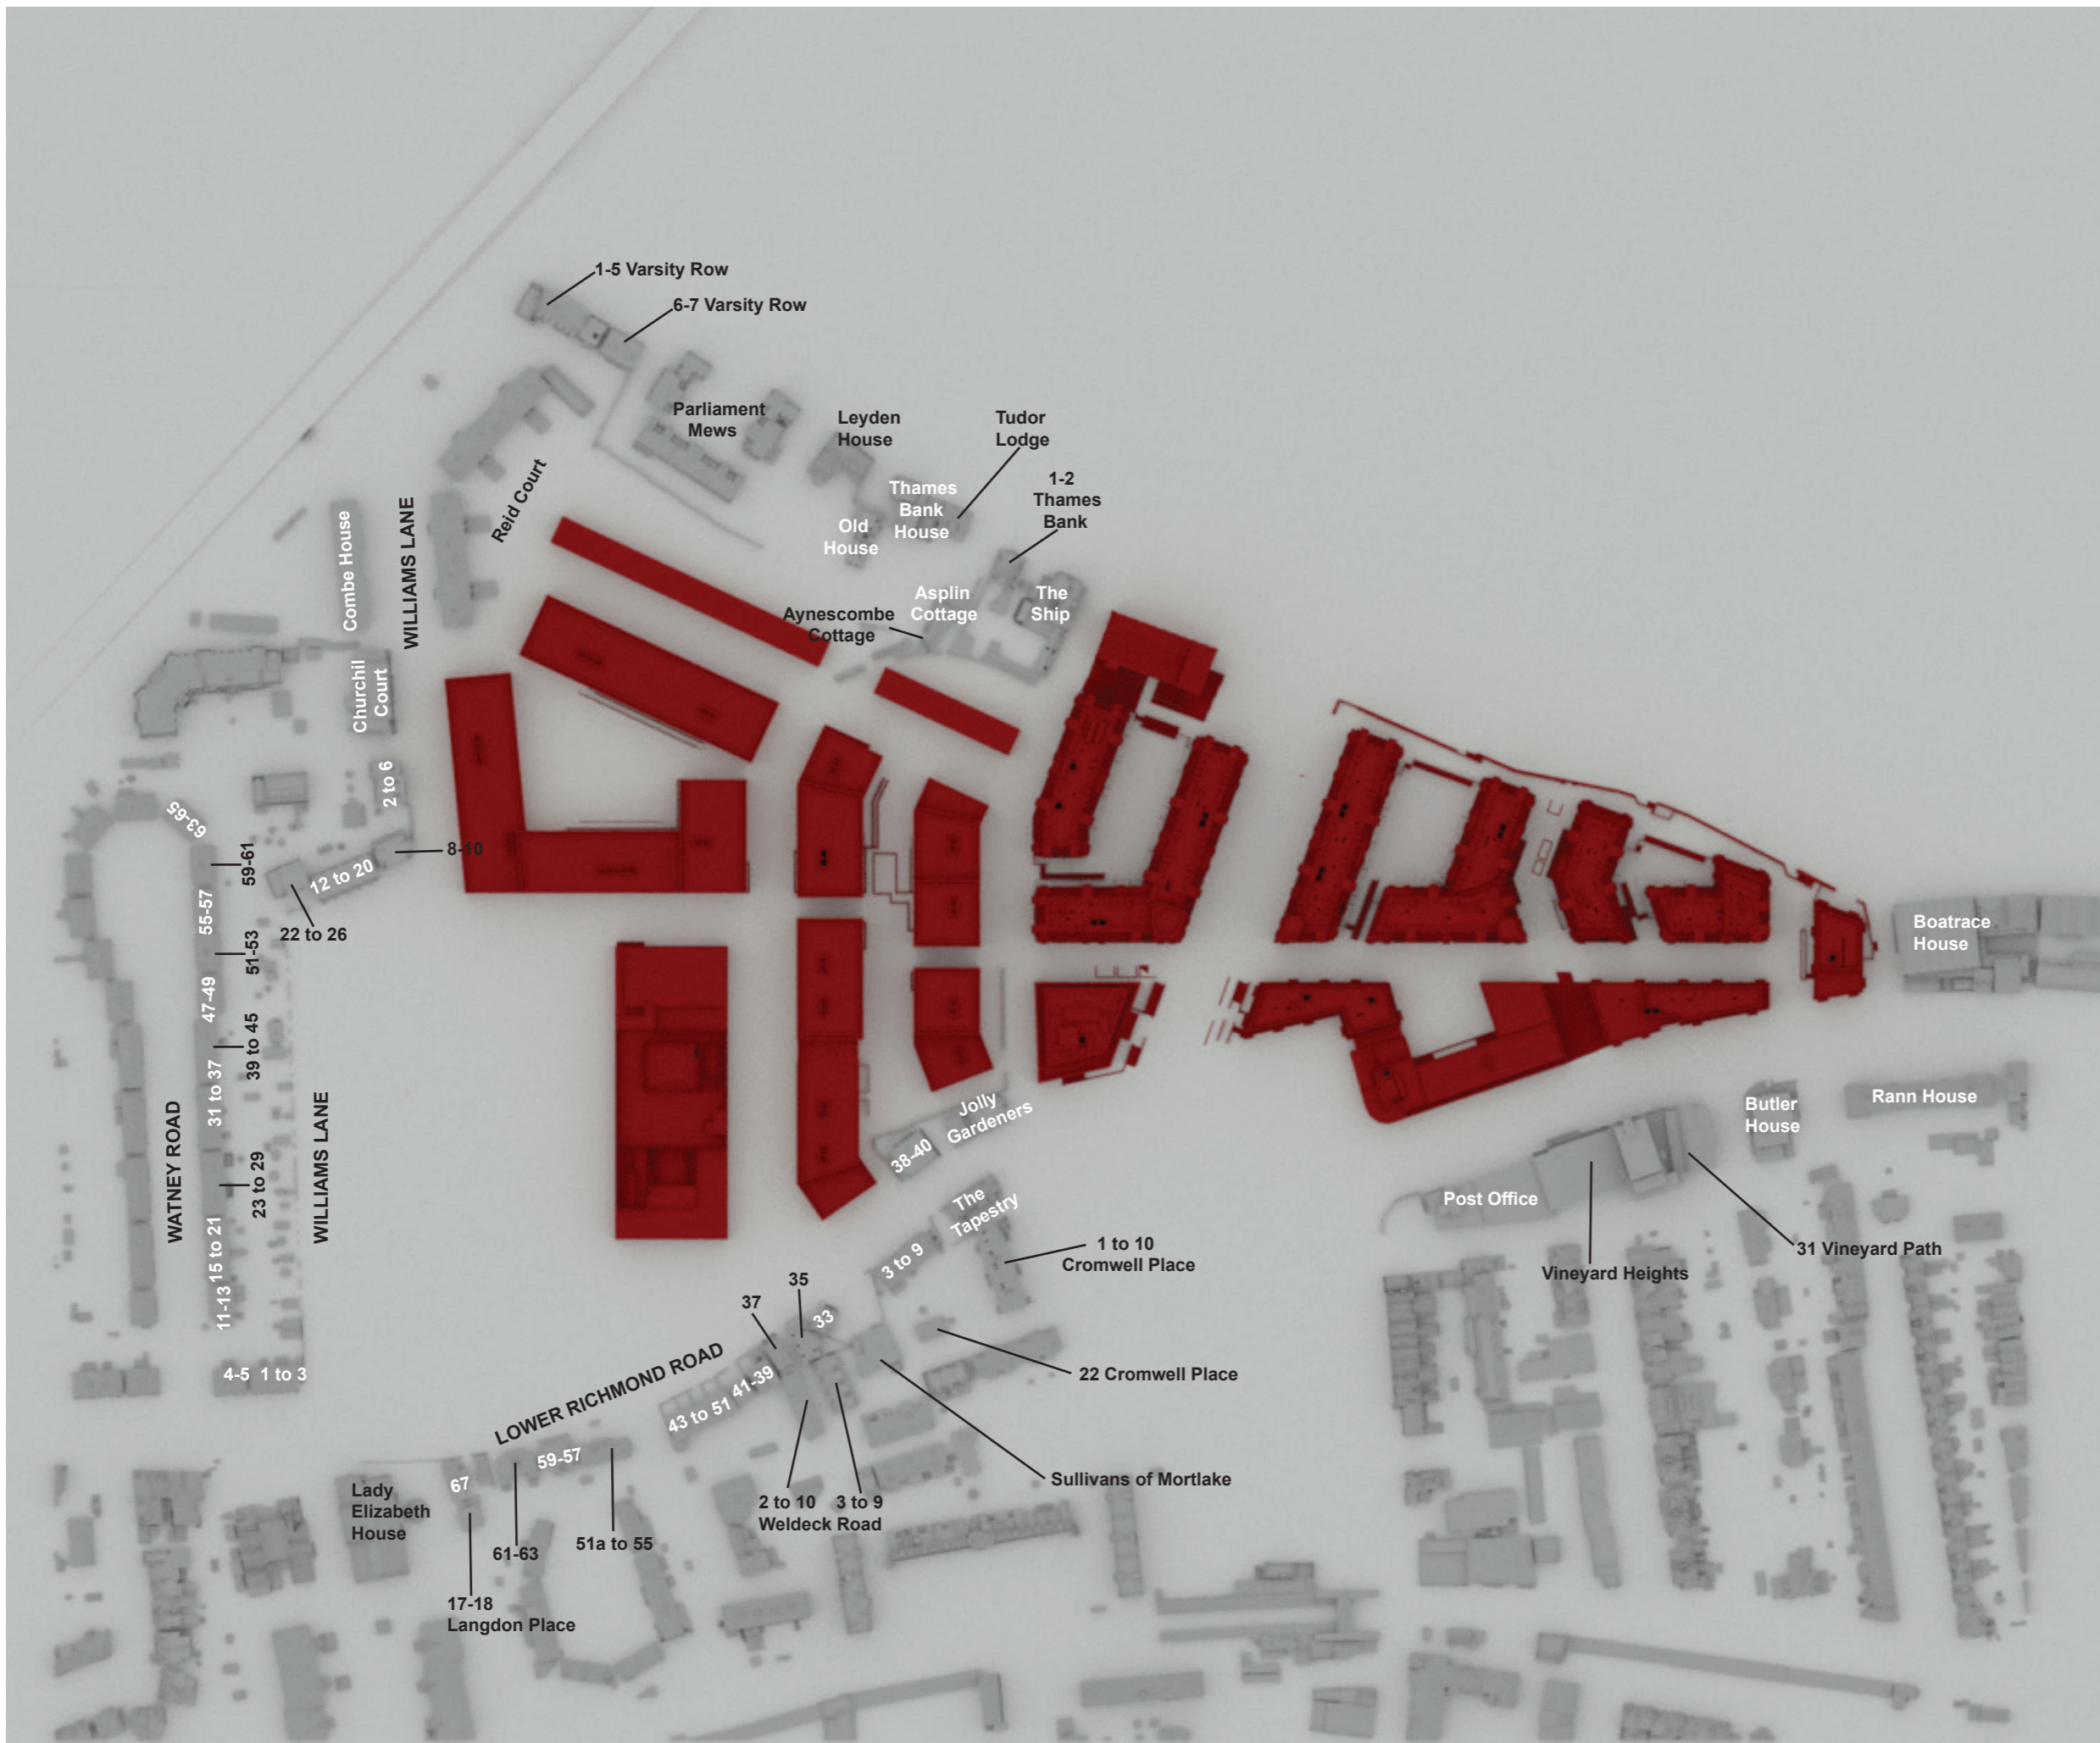 1-5 Varsity Row
6-7 Varsity Row
Parliament
Mews
Leyden
House
Tudor
Lodge
1-2
Thames
Bank
Thames
Bank
House
Old
House
Reid Court
Combe House
WILLIAMS LANE
Asplin
Cottage
The
Ship
Aynescombe
Cottage
Churchil
Court
2 to 6
63-65
59-61
8-10
12 to 20
22 to 26
55-57
51-53
47-49
39 to 45
31 to 37
23 to 29
15 to 21
11-13
WATNEY ROAD
WILLIAMS LANE
4-5
1 to 3
Boatrace
House
Jolly
Gardeners
38-40
Butler
House
Rann House
Post Office
31 Vineyard Path
Vineyard Heights
The
Tapestry
3 to 9
1 to 10
Cromwell Place
35
37
33
41-39
43 to 51
LOWER RICHMOND ROAD
22 Cromwell Place
Sullivans of Mortlake
59-57
67
Lady
Elizabeth
House
61-63
51a to 55
2 to 10
3 to 9
Weldeck Road
17-18
Langdon Place